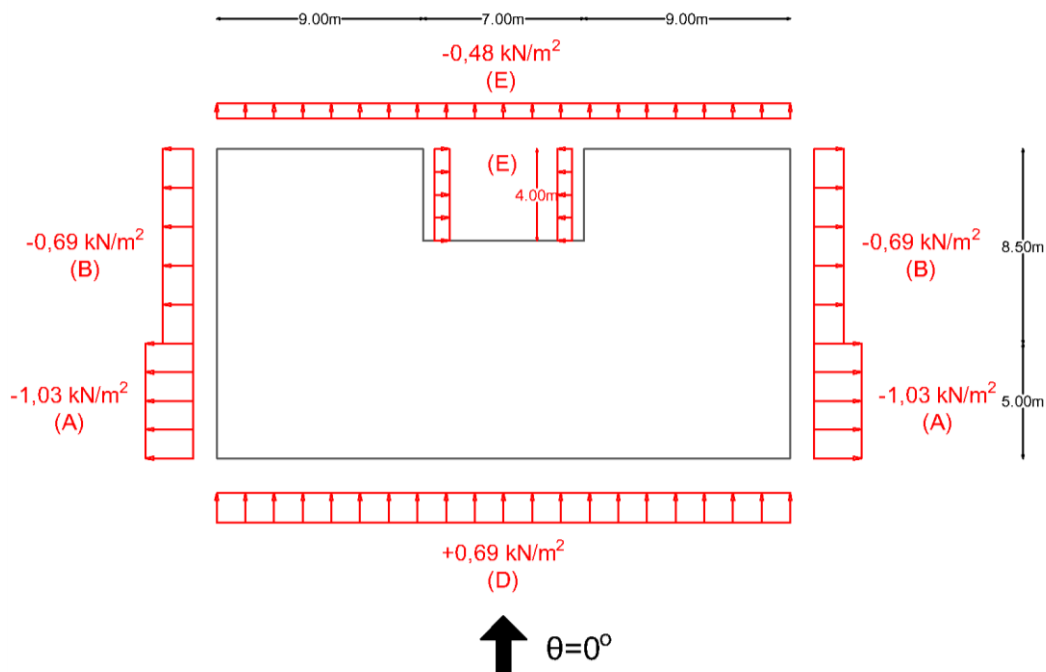 9.00m
7.00m
9.00m
-0,48 kN/m²
(E)
(E)
4.00m
-0,69 kN/m²
(B)
-0,69 kN/m²
(B)
8.50m
-1,03 kN/m²
(A)
-1,03 kN/m²
(A)
5.00m
+0,69 kN/m²
(D)
θ=0º